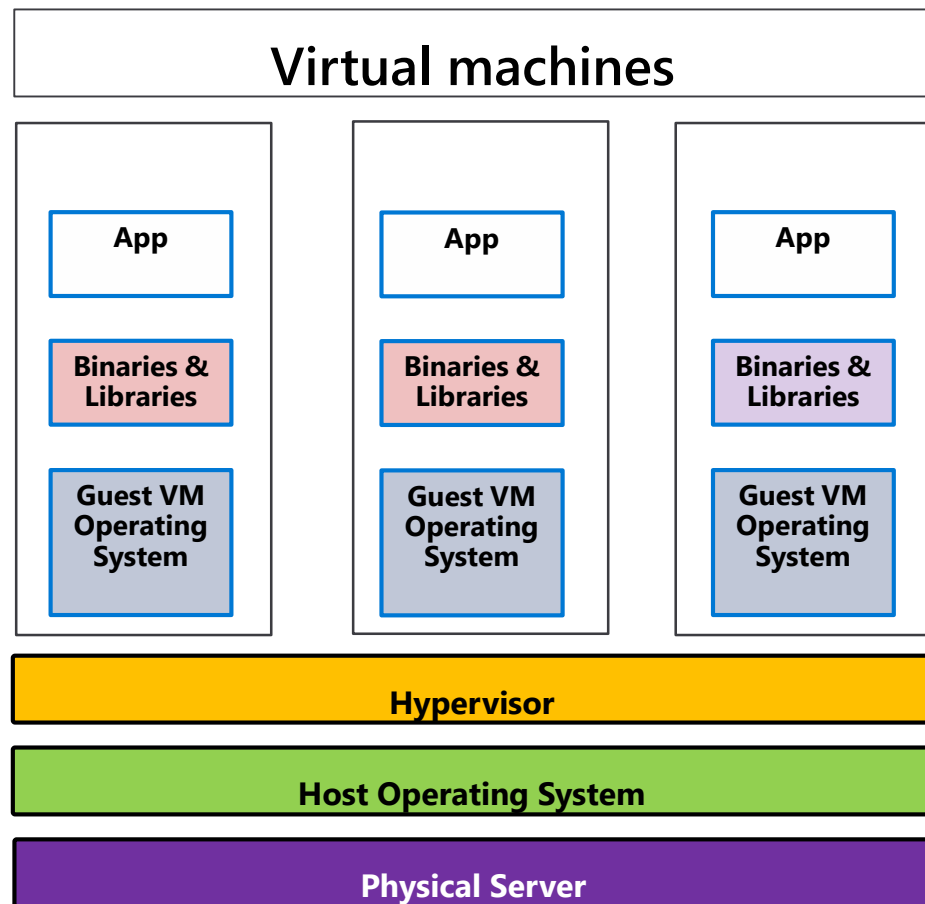 Virtual machines
App
Binaries &
Libraries
Guest VM
Operating
System
App
Binaries &
Libraries
Guest VM
Operating
System
App
Binaries &
Libraries
Guest VM
Operating
System
Hypervisor
Host Operating System
Physical Server